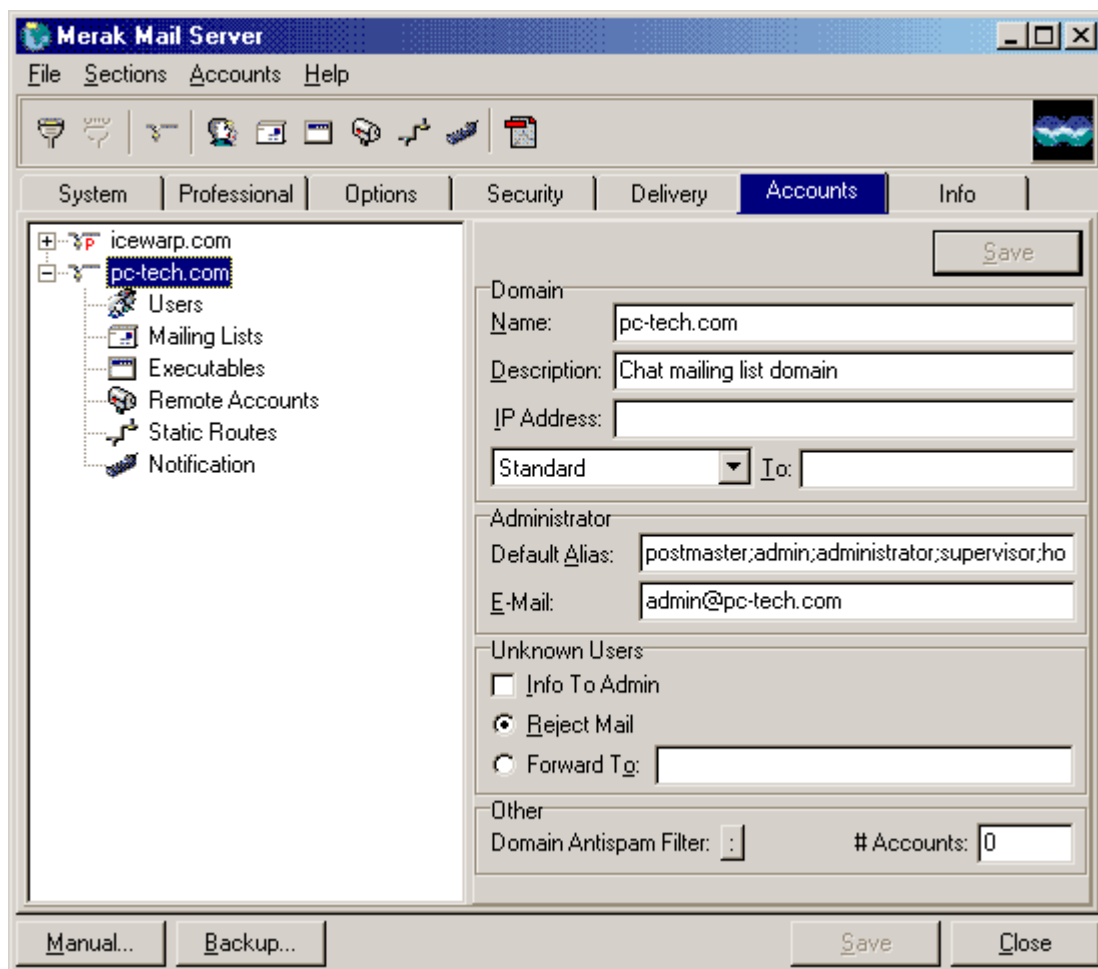 Merak Mail Server
File Sections Accounts Help
System Professional Options Security Delivery Accounts Info
icewarp.com
pc-tech.com
Users
Mailing Lists
Executables
Remote Accounts
Static Routes
Notification
Save
Domain
Name: pc-tech.com
Description: Chat mailing list domain
IP Address:
Standard To:
Administrator
Default Alias: postmaster;admin;administrator;supervisor;ho
E-Mail: admin@pc-tech.com
Unknown Users
Info To Admin
Reject Mail
Forward To:
Other
Domain Antispam Filter: : # Accounts: 0
Manual... Backup... Save Close